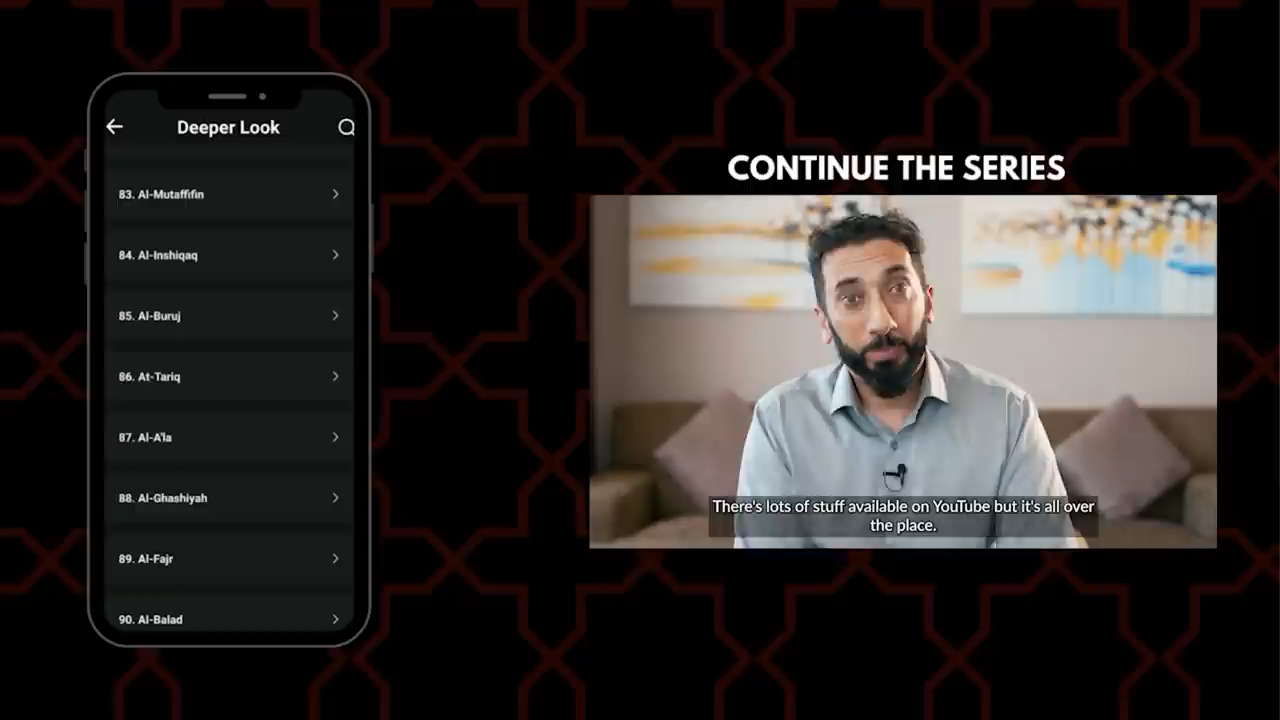 Deeper Look
83. Al-Mutaffifin
84. Al-Inshiqaq
85. Al-Buruj
86. At-Tariq
87. Al-A'la
88. Al-Ghashiyah
89. Al-Fajr
90. Al-Balad
CONTINUE THE SERIES
There's lots of stuff available on YouTube but it's all over
the place.